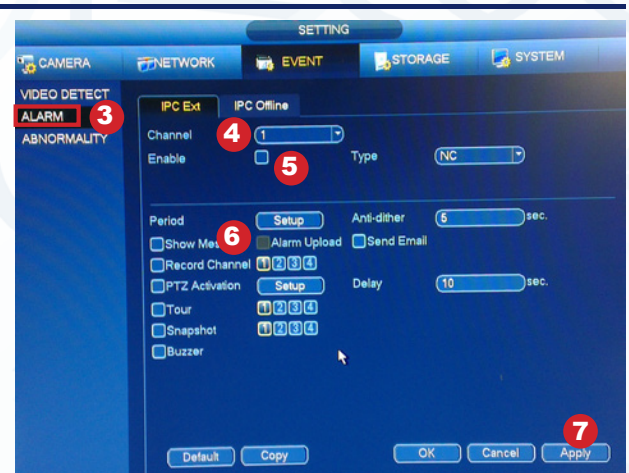 SETTING
CAMERA NETWORK EVENT STORAGE SYSTEM
VIDEO DETECT
ALARM 3
ABNORMALITY
IPC Ext IPC Offline
Channel 4 1
Enable 5 Type NC
Period Setup Anti-dither 5 sec.
Show Mes 6 Alarm Upload Send Email
Record Channel 1 2 3 4
PTZ Activation Setup Delay 10 sec.
Tour 1 2 3 4
Snapshot 1 2 3 4
Buzzer
7
Default Copy OK Cancel Apply